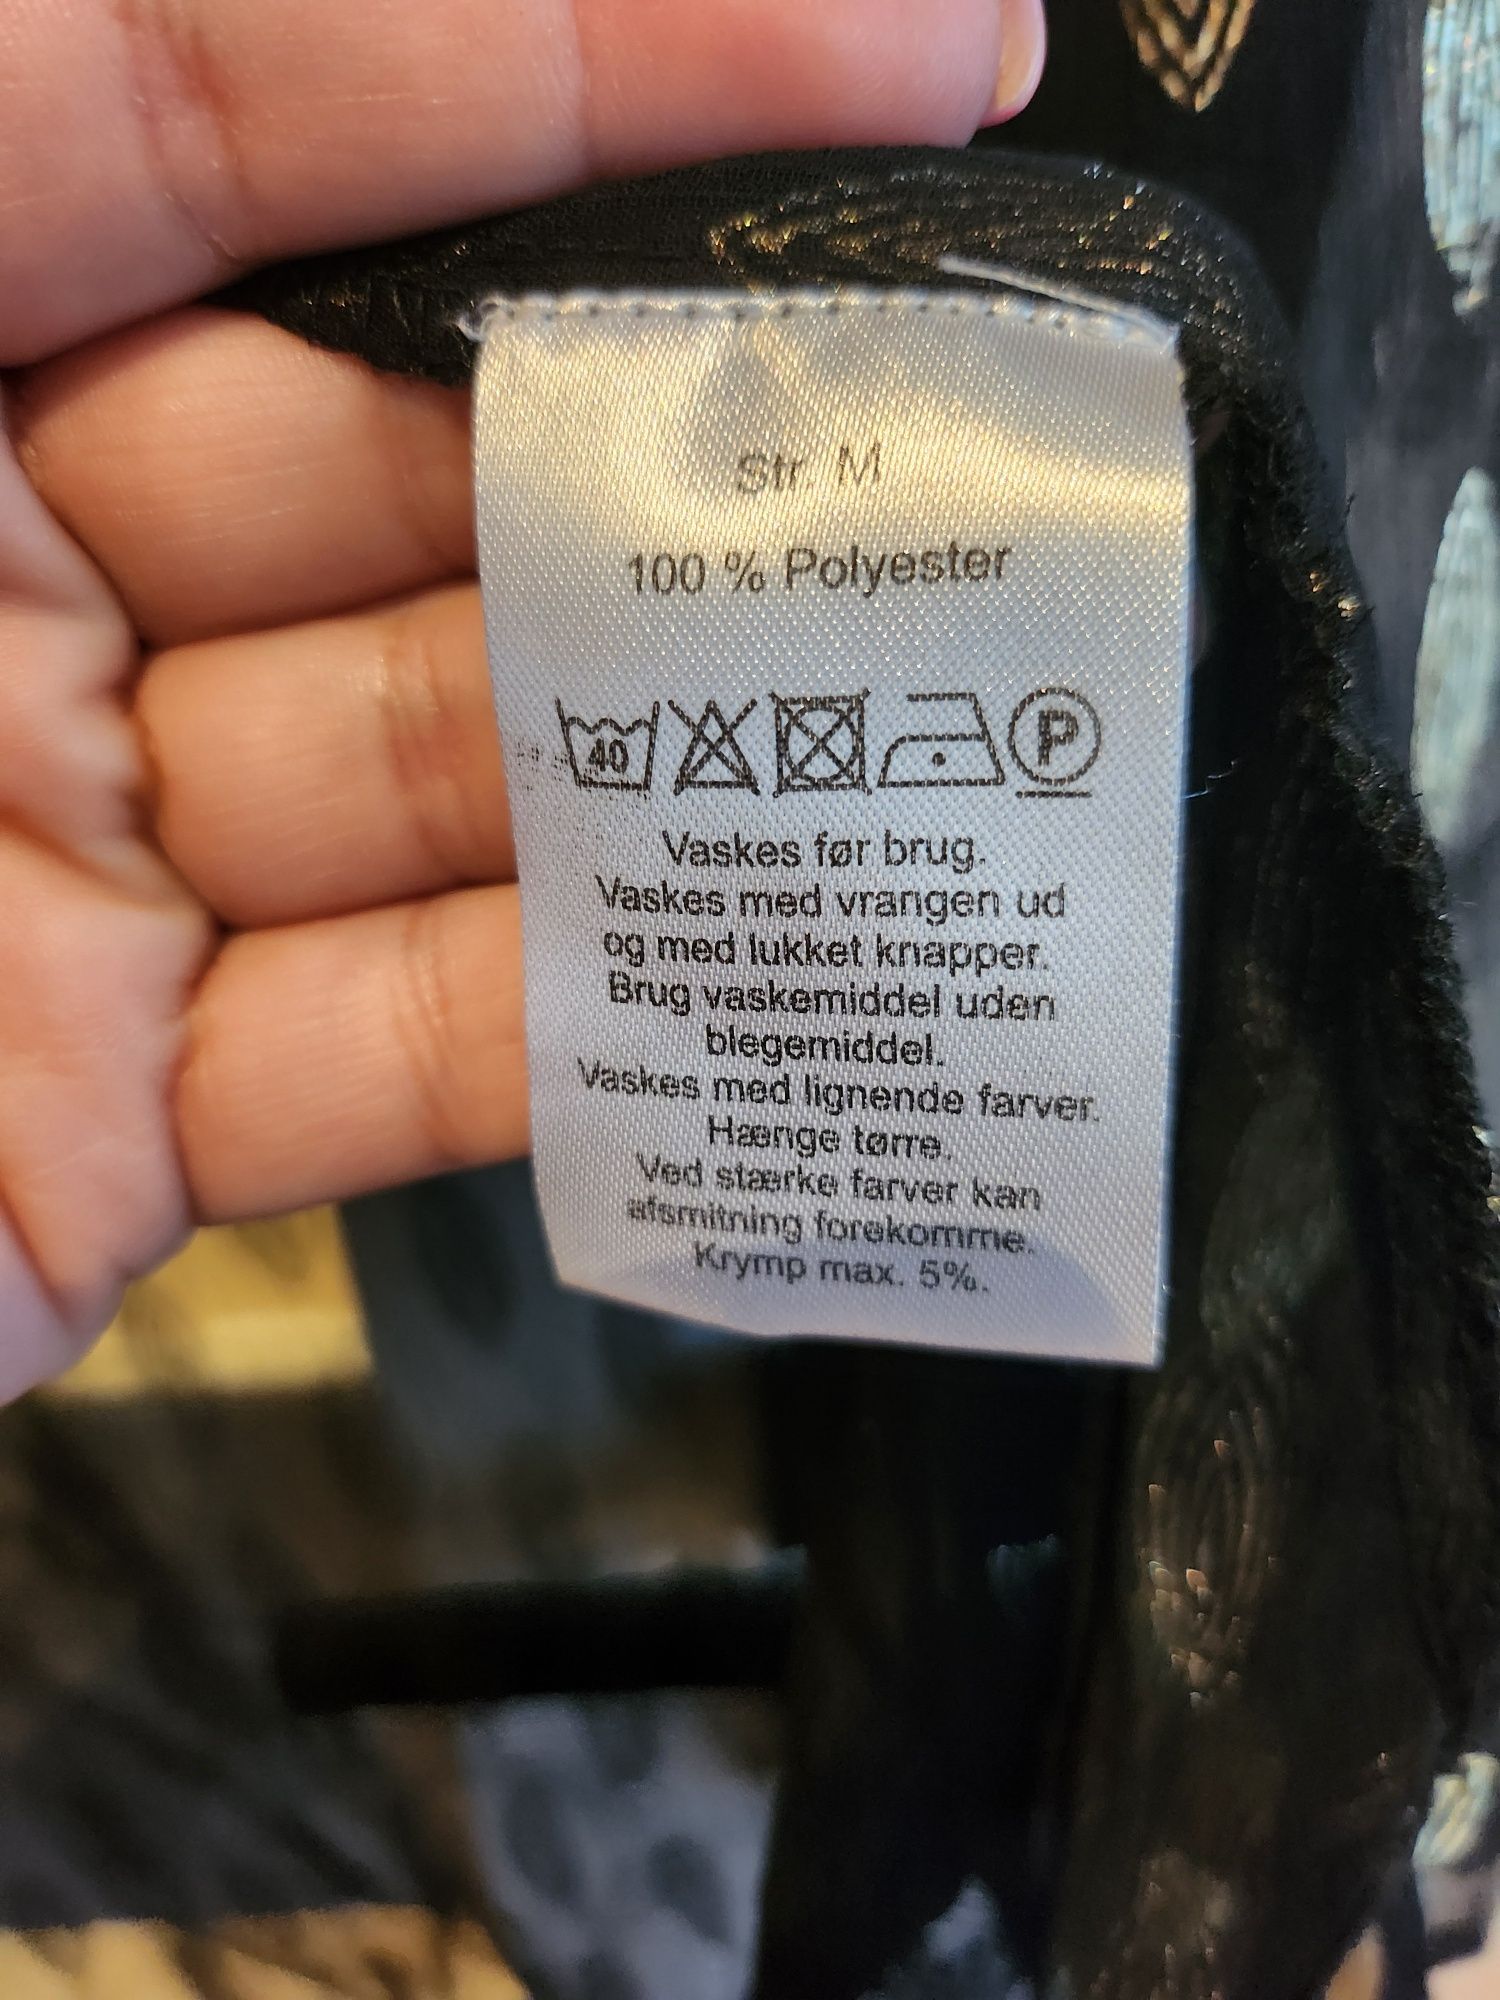 Str. M
100 % Polyester
40 P
Vaskes før brug.
Vaskes med vrangen ud
og med lukket knapper.
Brug vaskemiddel uden
blegemiddel.
Vaskes med lignende farver.
Hænge tørre.
Ved stærke farver kan
afsmitning forekomme.
Krymp max. 5%.